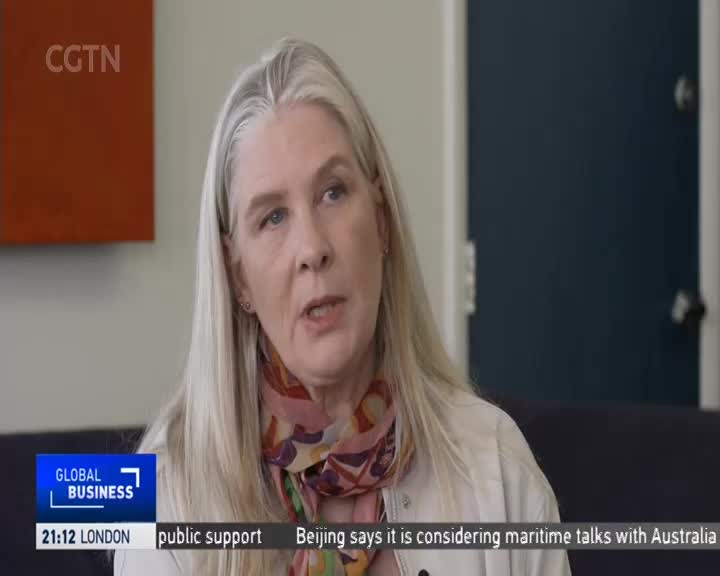 CGTN
GLOBAL
BUSINESS
21:12 LONDON
public support Beijing says it is considering maritime talks with Australia